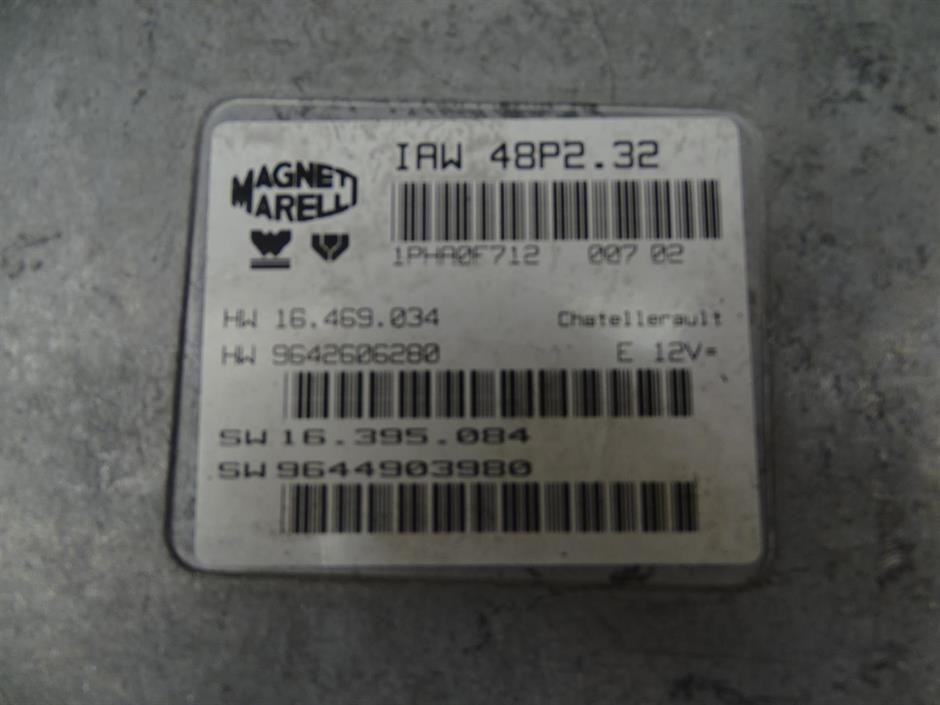 IAW 48P2.32
MAGNETI
MARELLI
1PHA0F712 007 02
HW 16.469.034 Chatellerault
HW 9642606280 E 12V=
SW 16.395.084
SW 9644903980